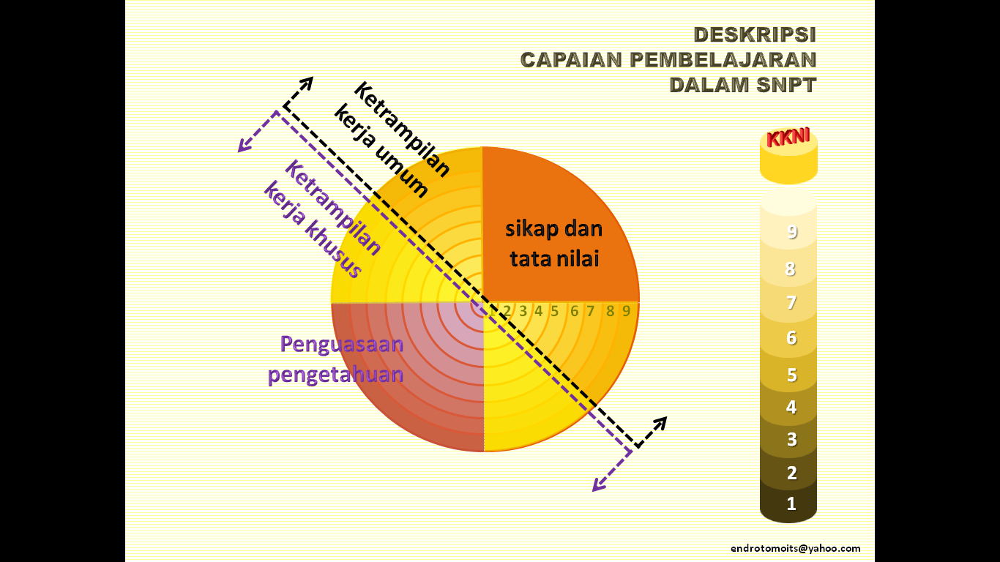 DESKRIPSI
CAPAIAN PEMBELAJARAN
DALAM SNPT
Ketrampilan
kerja umum
Ketrampilan
kerja khusus
sikap dan
tata nilai
Penguasaan
pengetahuan
1 2 3 4 5 6 7 8 9
KKNI
9
8
7
6
5
4
3
2
1
endrotomoits@yahoo.com